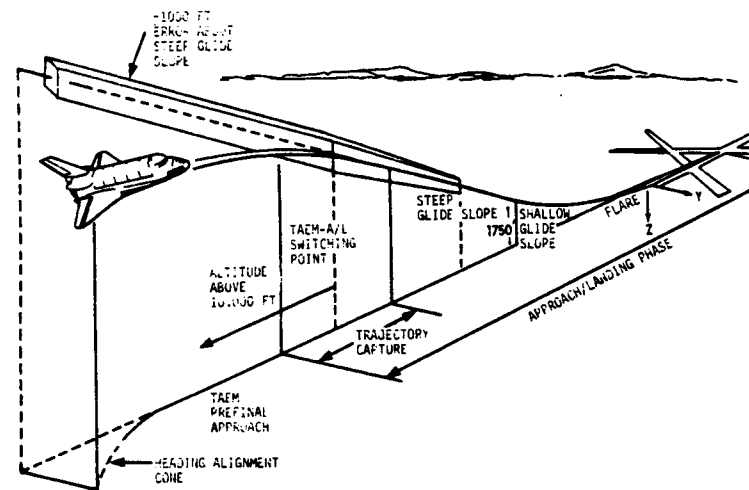 -1000 FT
ERROR ABOUT
STEEP GLIDE
SLOPE
STEEP
GLIDE SLOPE 1
1750
SHALLOW
GLIDE
SLOPE
FLARE
Y
Z
TAEM-A/L
SWITCHING
POINT
ALTITUDE
ABOVE
10,000 FT
APPROACH/LANDING PHASE
TRAJECTORY
CAPTURE
TAEM
PREFINAL
APPROACH
HEADING ALIGNMENT
CONE